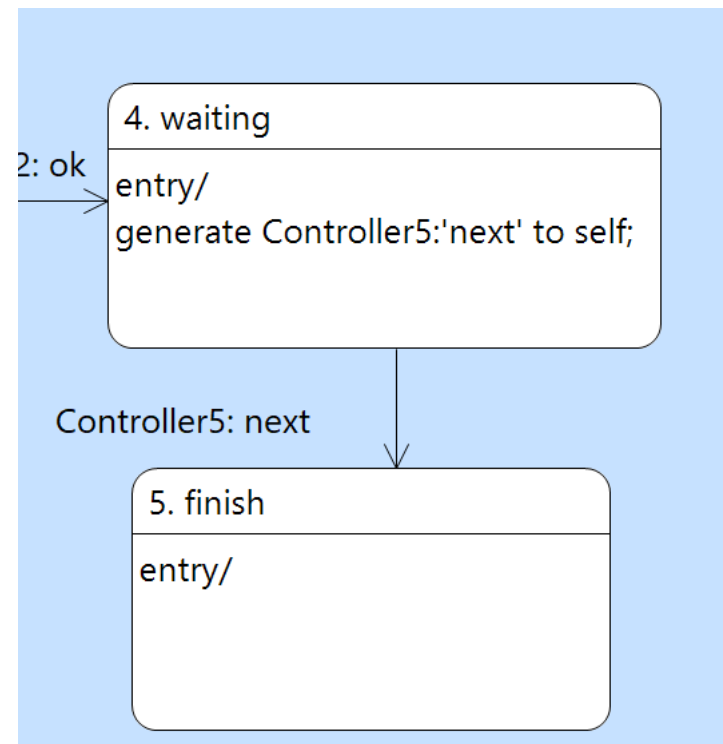 4. waiting
2: ok
entry/
generate Controller5:'next' to self;
Controller5: next
5. finish
entry/